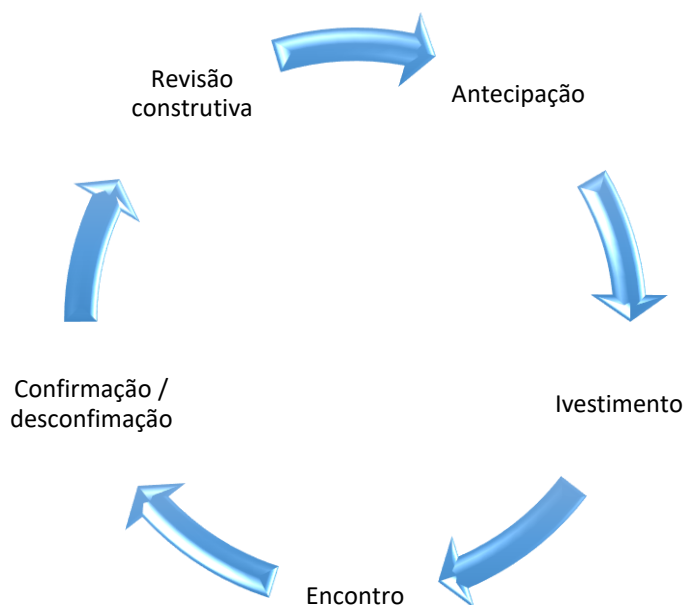 Revisão
construtiva
Antecipação
Confirmação /
desconfimação
Ivestimento
Encontro